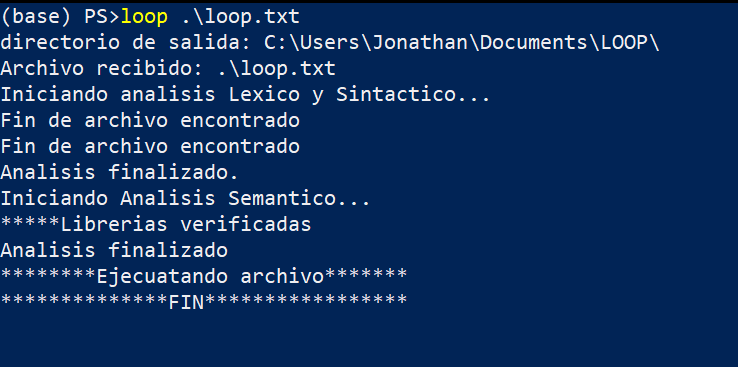 (base) PS>loop .\loop.txt
directorio de salida: C:\Users\Jonathan\Documents\LOOP\
Archivo recibido: .\loop.txt
Iniciando analisis Lexico y Sintactico...
Fin de archivo encontrado
Fin de archivo encontrado
Analisis finalizado.
Iniciando Analisis Semantico...
*****Librerias verificadas
Analisis finalizado
********Ejecuatando archivo*******
**************FIN*****************